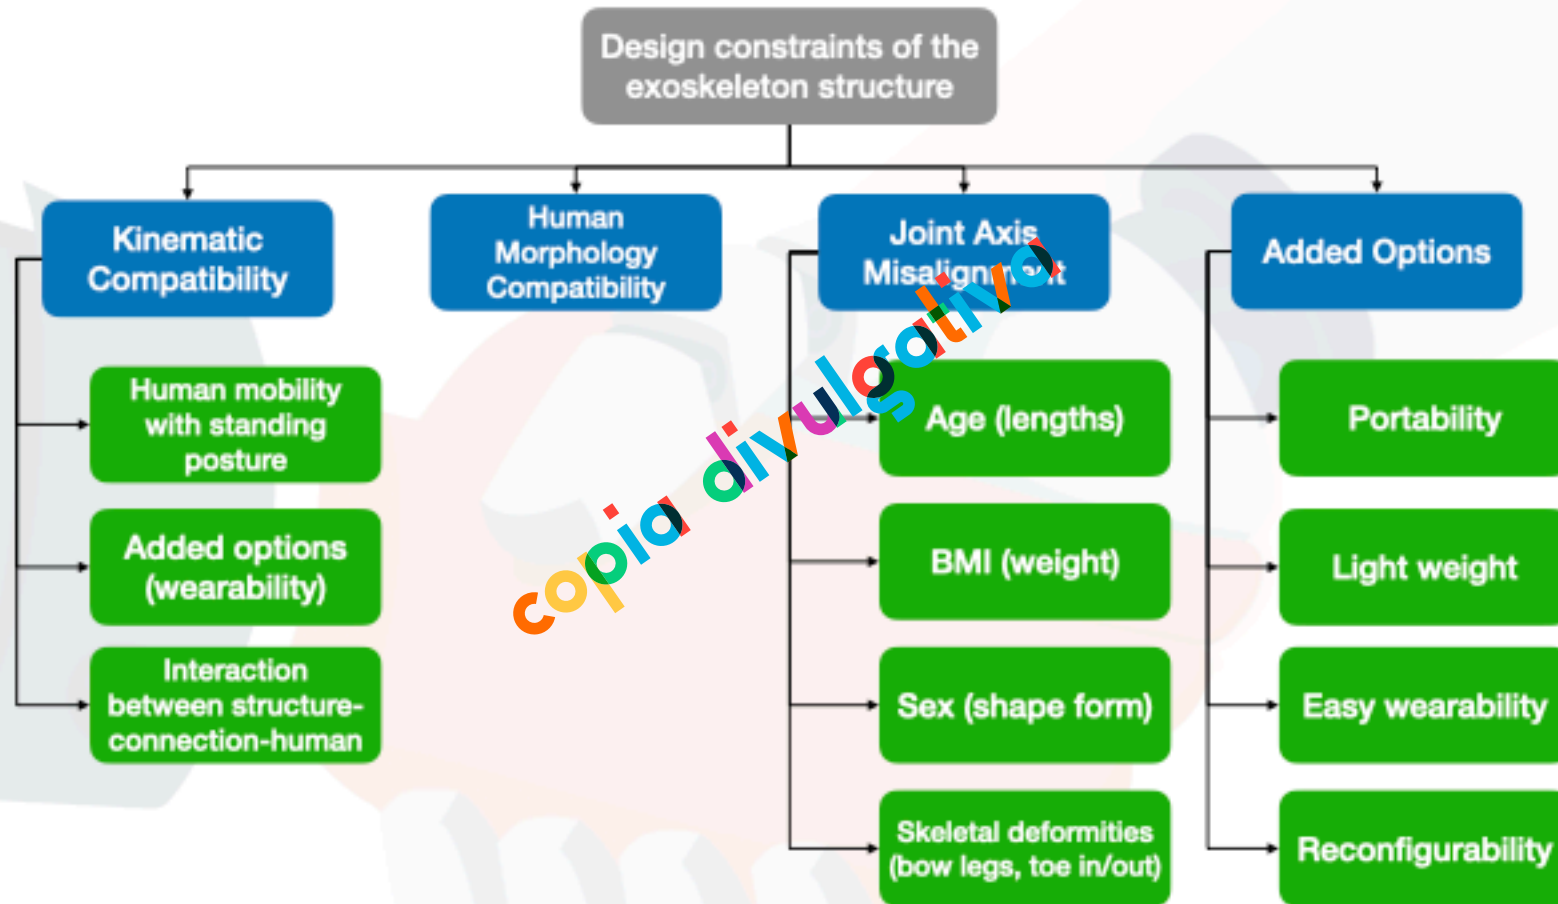 Design constraints of the
exoskeleton structure
Kinematic
Compatibility
Human
Morphology
Compatibility
Joint Axis
Misalignment
Added Options
Human mobility
with standing
posture
Added options
(wearability)
Interaction
between structure-
connection-human
Age (lengths)
BMI (weight)
Sex (shape form)
Skeletal deformities
(bow legs, toe in/out)
Portability
Light weight
Easy wearability
Reconfigurability
copia divulgativa